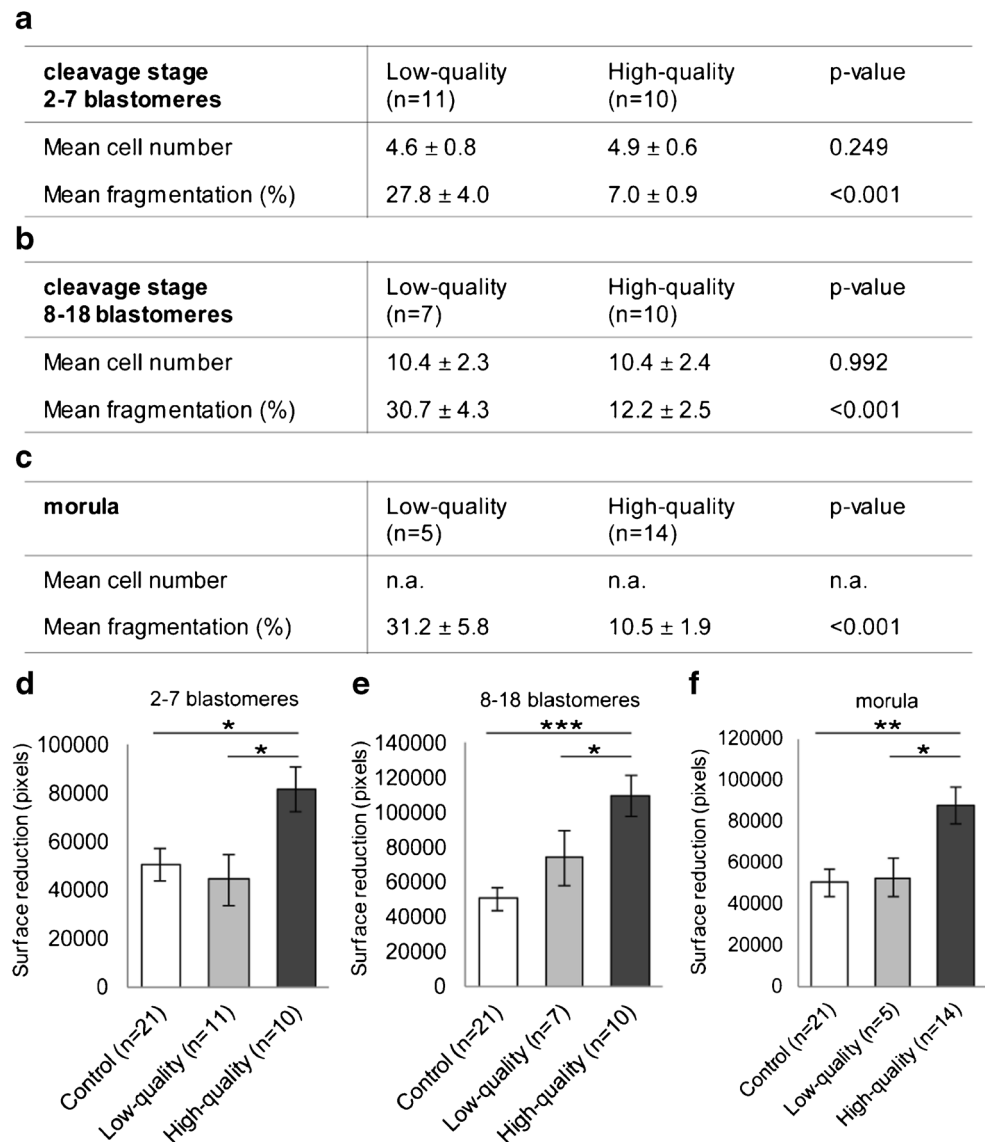 a
cleavage stage
2-7 blastomeres
Low-quality
(n=11)
High-quality
(n=10)
p-value
Mean cell number 4.6 ± 0.8 4.9 ± 0.6 0.249
Mean fragmentation (%) 27.8 ± 4.0 7.0 ± 0.9 <0.001
b
cleavage stage
8-18 blastomeres
Low-quality
(n=7)
High-quality
(n=10)
p-value
Mean cell number 10.4 ± 2.3 10.4 ± 2.4 0.992
Mean fragmentation (%) 30.7 ± 4.3 12.2 ± 2.5 <0.001
c
morula
Low-quality
(n=5)
High-quality
(n=14)
p-value
Mean cell number n.a. n.a. n.a.
Mean fragmentation (%) 31.2 ± 5.8 10.5 ± 1.9 <0.001
d
2-7 blastomeres
*
*
Surface reduction (pixels)
100000
80000
60000
40000
20000
0
Control (n=21)
Low-quality (n=11)
High-quality (n=10)
e
8-18 blastomeres
***
*
Surface reduction (pixels)
140000
120000
100000
80000
60000
40000
20000
0
Control (n=21)
Low-quality (n=7)
High-quality (n=10)
f
morula
**
*
Surface reduction (pixels)
120000
100000
80000
60000
40000
20000
0
Control (n=21)
Low-quality (n=5)
High-quality (n=14)